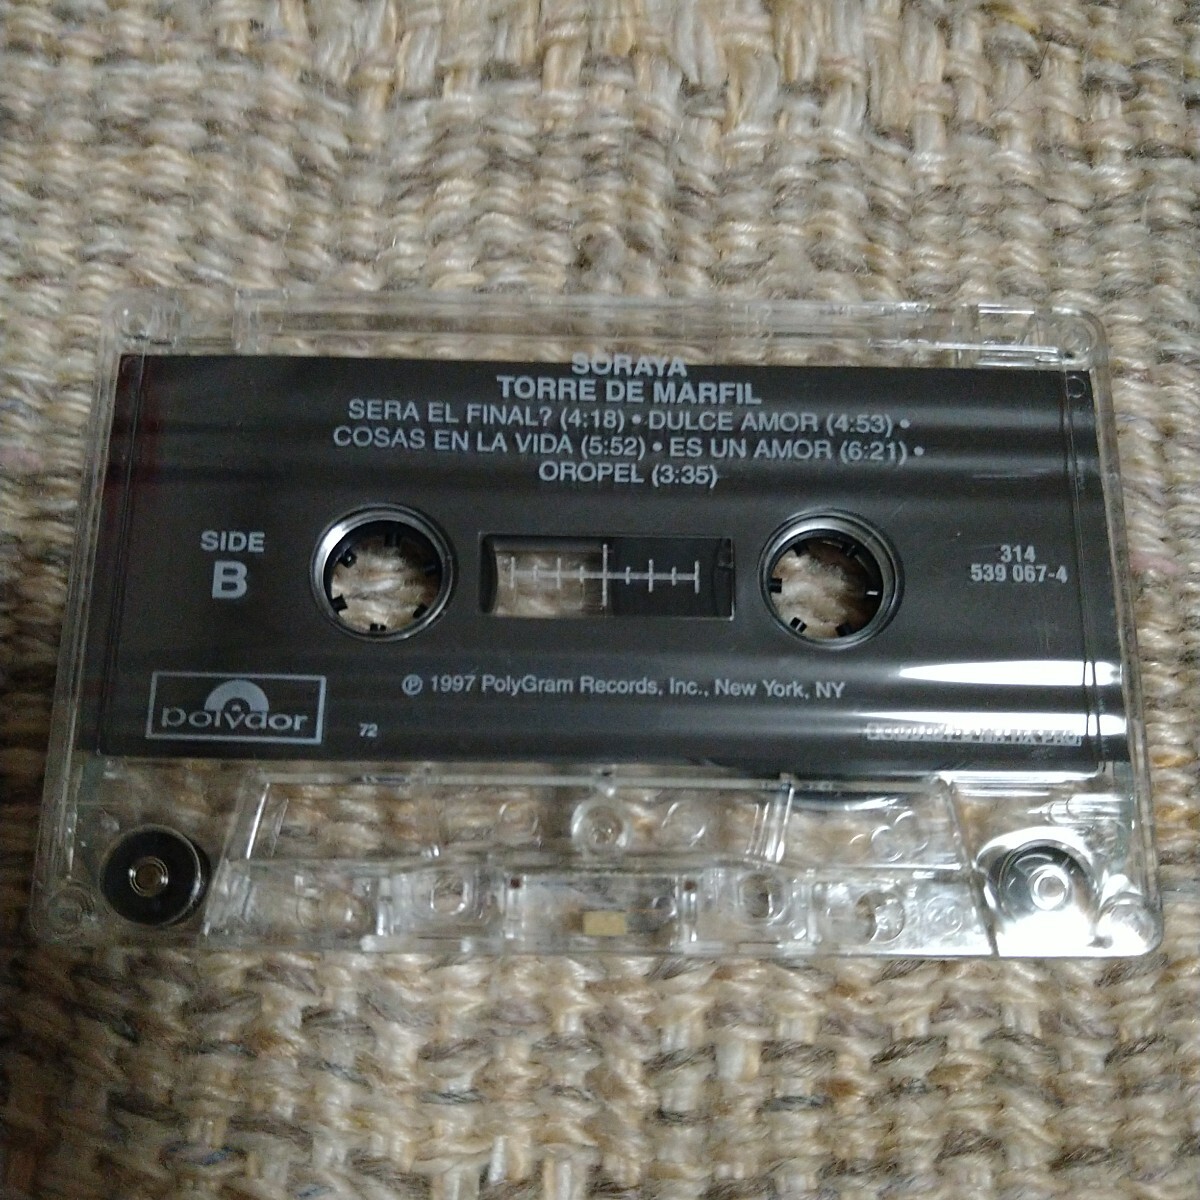 SORAYA
TORRE DE MARFIL
SERA EL FINAL? (4:18) • DULCE AMOR (4:53) •
COSAS EN LA VIDA (5:52) • ES UN AMOR (6:21) •
OROPEL (3:35)
SIDE
B
314
539 067-4
℗ 1997 PolyGram Records, Inc., New York, NY
polydor
72